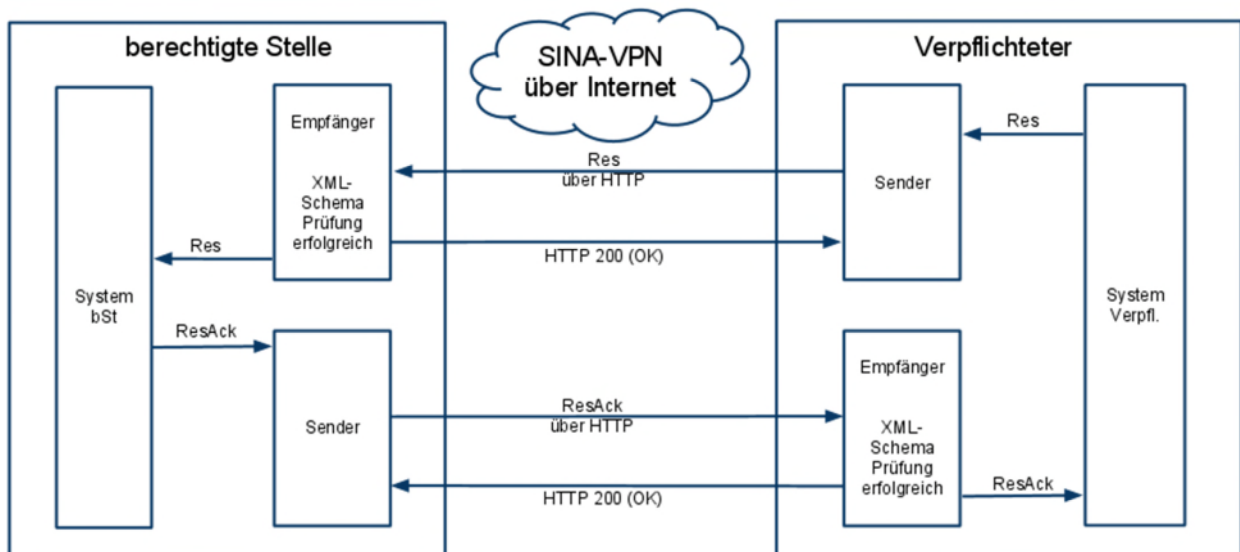 berechtigte Stelle
SINA-VPN
über Internet
Verpflichteter
Empfänger
XML-
Schema
Prüfung
erfolgreich
Res
über HTTP
HTTP 200 (OK)
Sender
Res
Res
System
bSt
ResAck
Sender
ResAck
über HTTP
HTTP 200 (OK)
Empfänger
XML-
Schema
Prüfung
erfolgreich
ResAck
System
Verpfl.